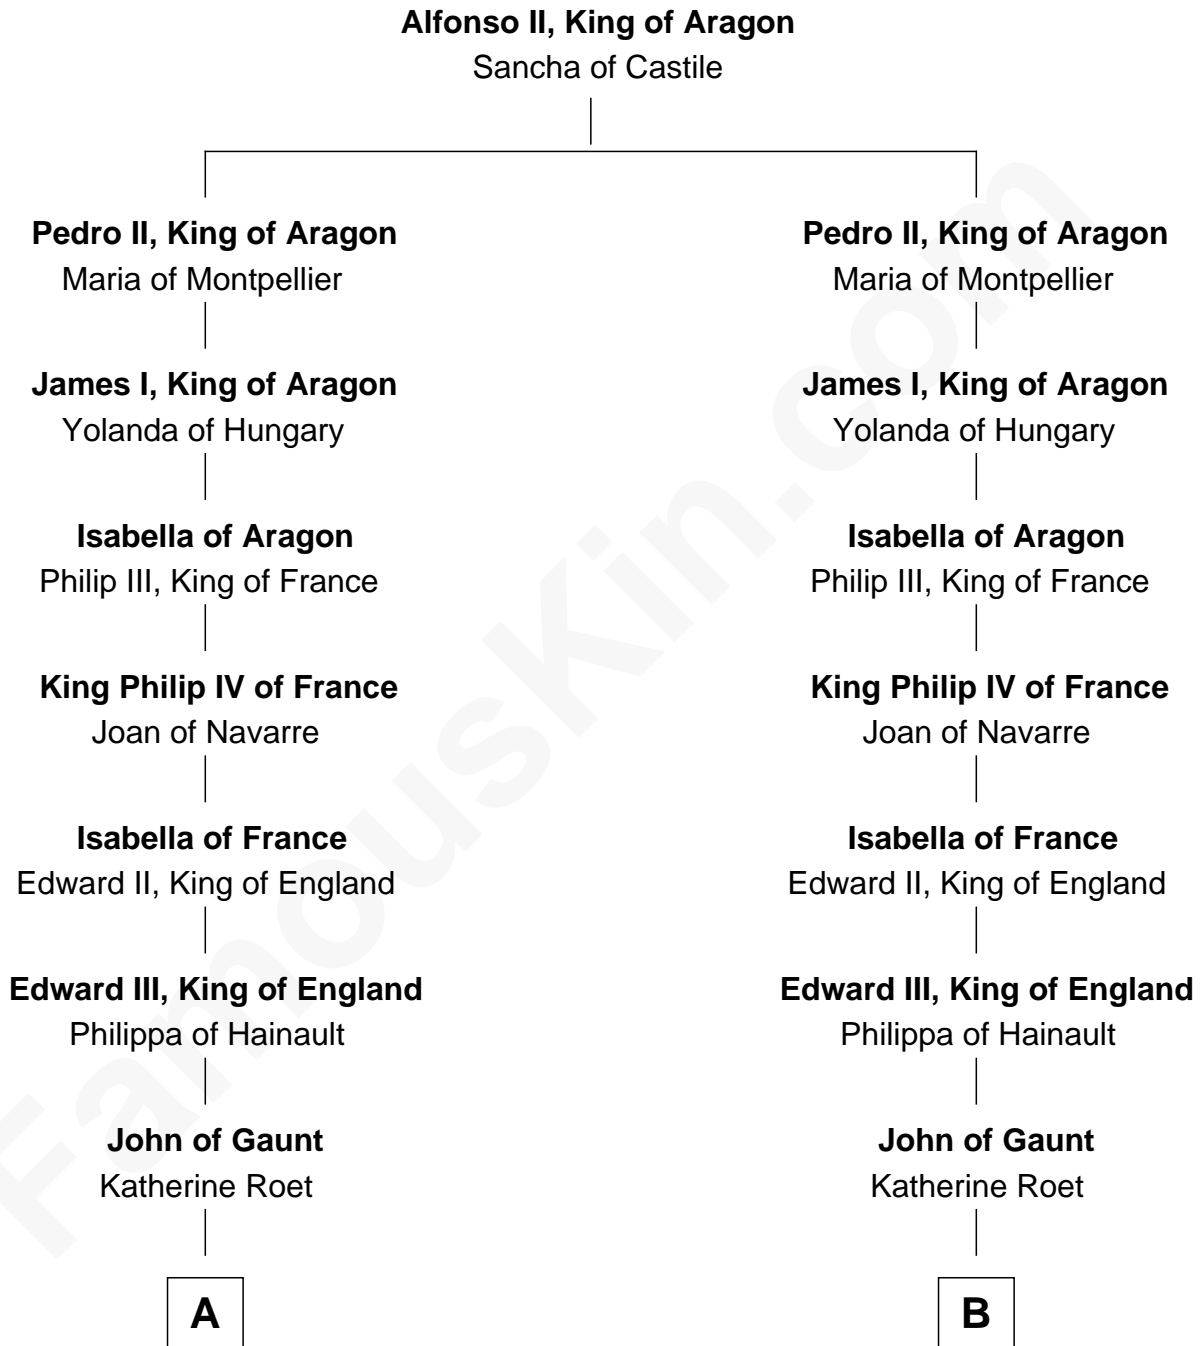 Alfonso II, King of Aragon
Sancha of Castile
Pedro II, King of Aragon
Maria of Montpellier
James I, King of Aragon
Yolanda of Hungary
Isabella of Aragon
Philip III, King of France
King Philip IV of France
Joan of Navarre
Isabella of France
Edward II, King of England
Edward III, King of England
Philippa of Hainault
John of Gaunt
Katherine Roet
A
Pedro II, King of Aragon
Maria of Montpellier
James I, King of Aragon
Yolanda of Hungary
Isabella of Aragon
Philip III, King of France
King Philip IV of France
Joan of Navarre
Isabella of France
Edward II, King of England
Edward III, King of England
Philippa of Hainault
John of Gaunt
Katherine Roet
B
FamousKin.com